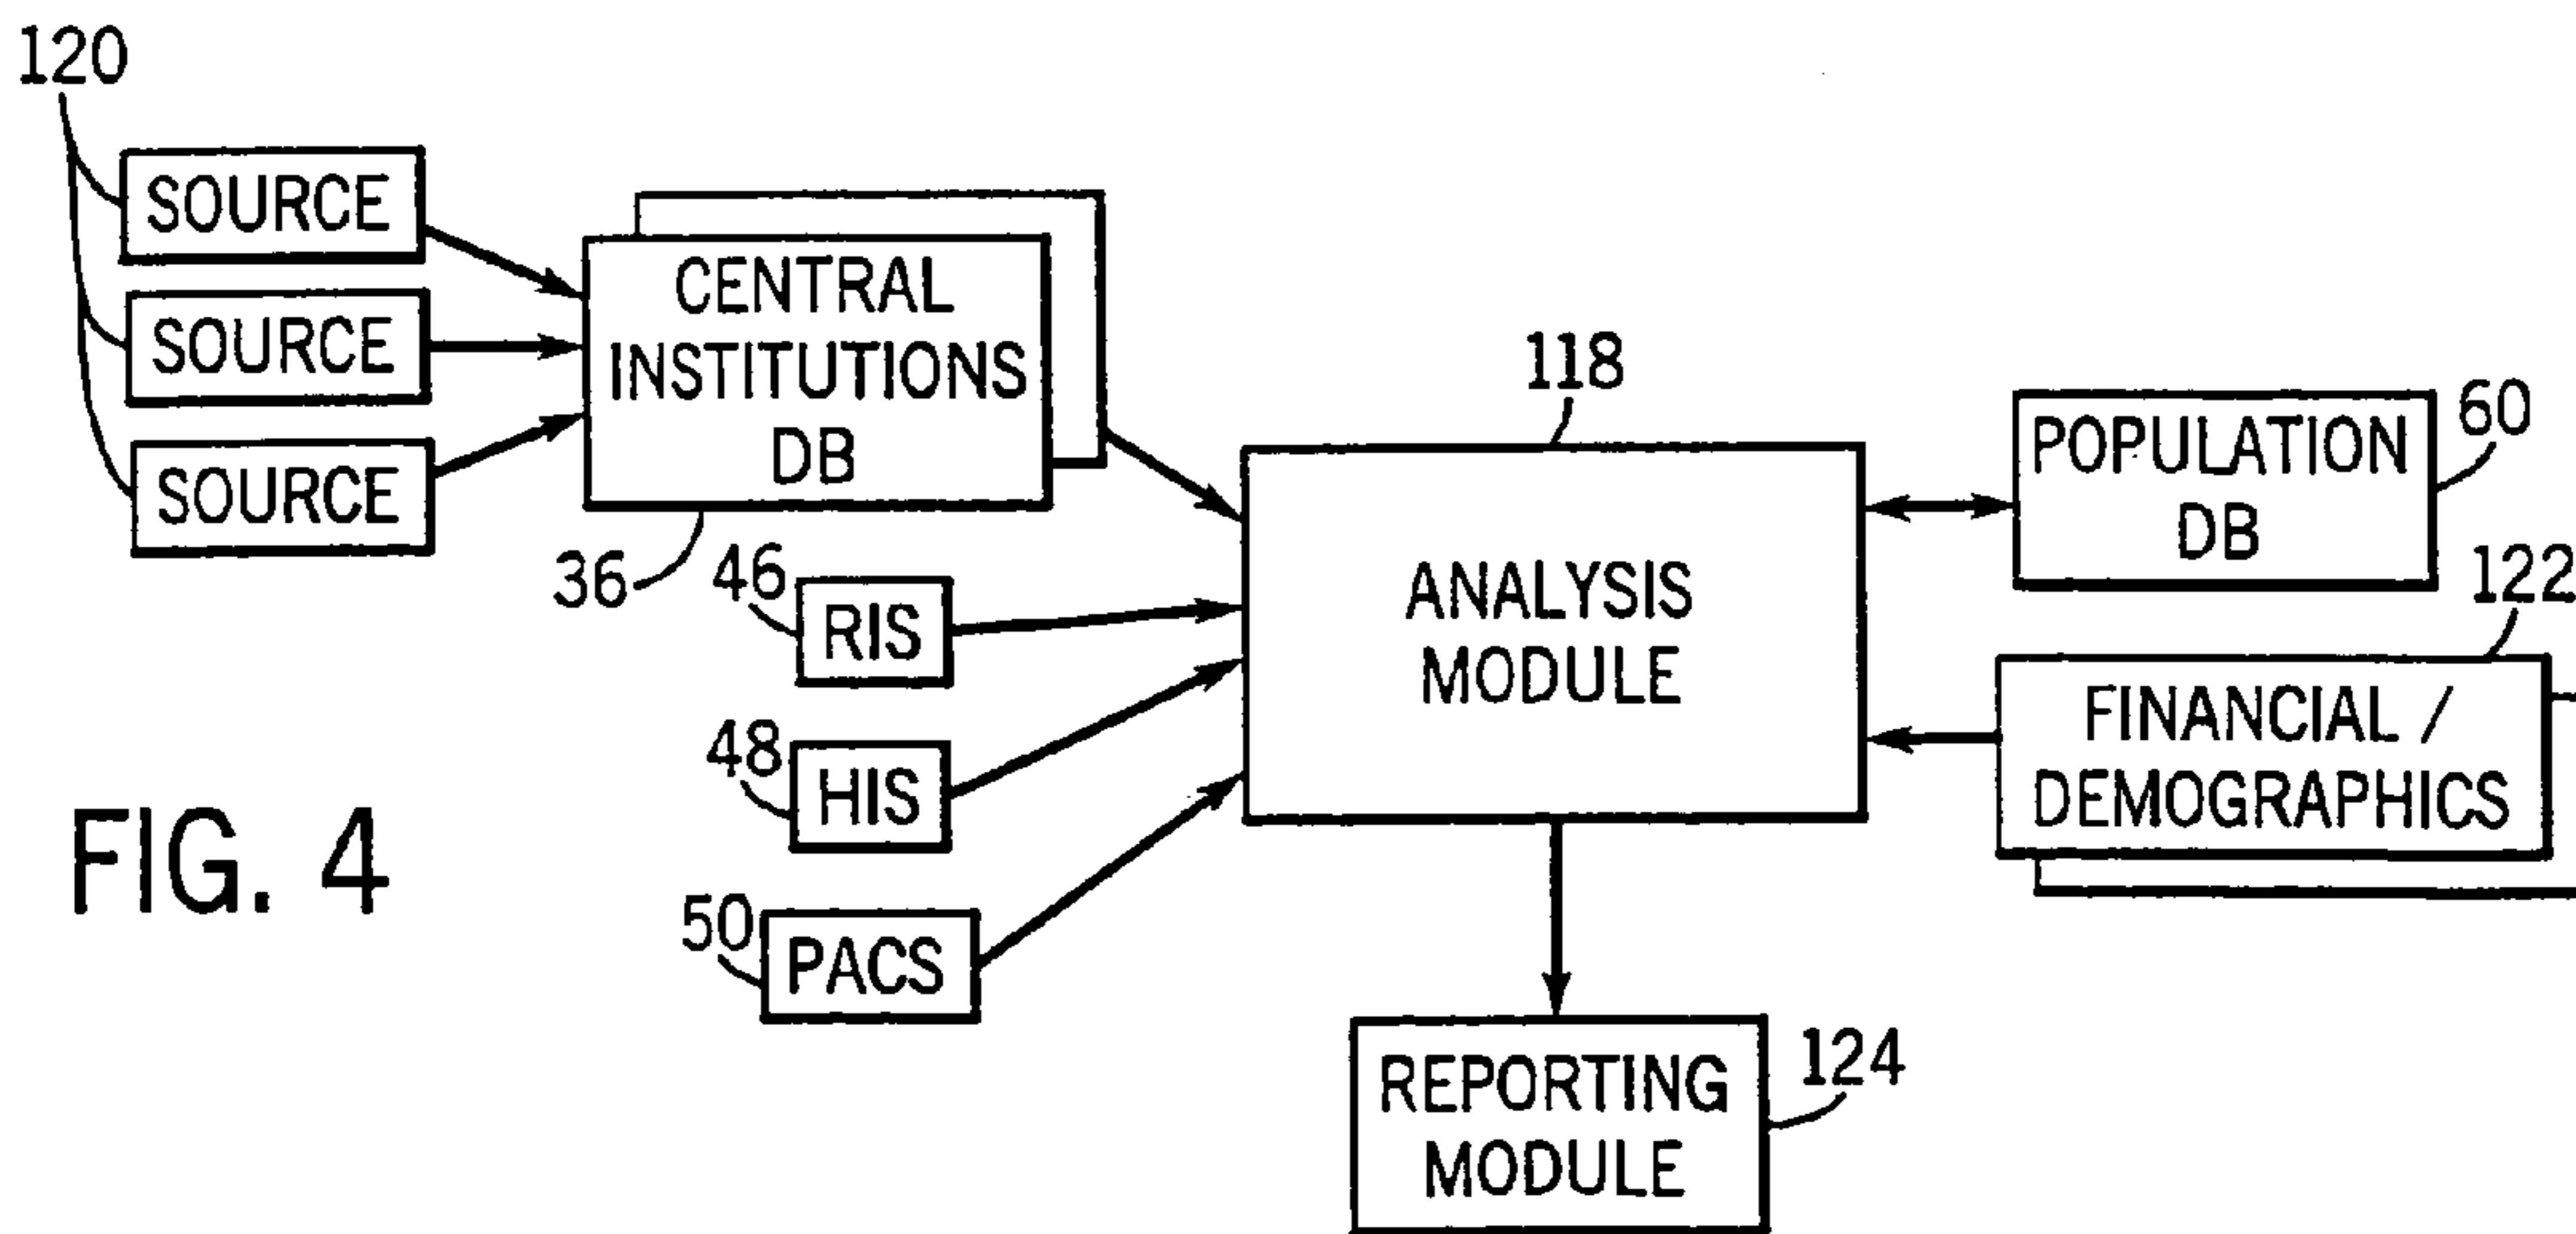 120
SOURCE
SOURCE
SOURCE
CENTRAL
INSTITUTIONS
DB
36
46
RIS
48
HIS
50
PACS
118
ANALYSIS
MODULE
POPULATION
DB
60
122
FINANCIAL /
DEMOGRAPHICS
REPORTING
MODULE
124
FIG. 4